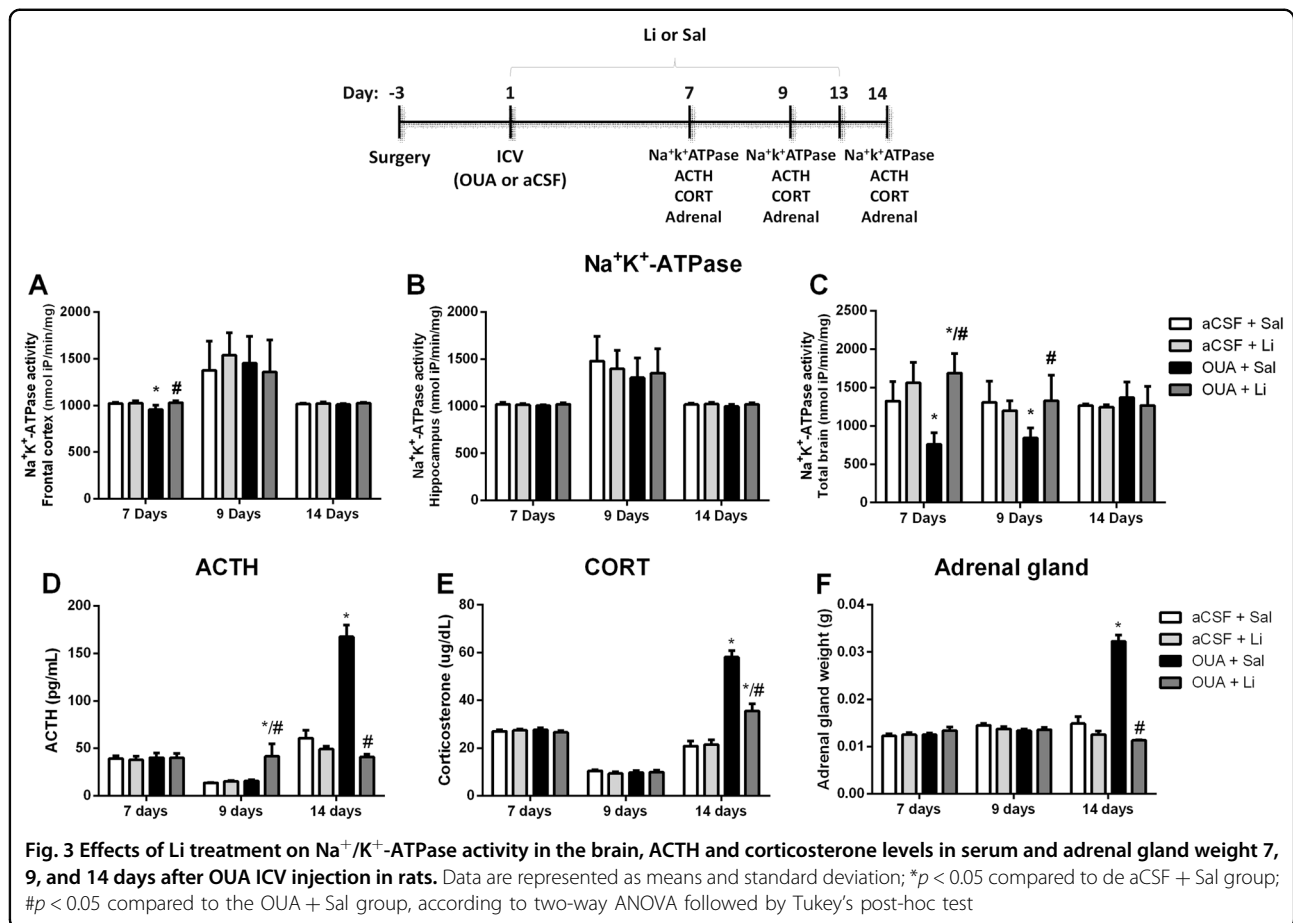 Li or Sal
Day: -3 1 7 9 13 14
Surgery ICV Na⁺k⁺ATPase Na⁺k⁺ATPase Na⁺k⁺ATPase
(OUA or aCSF) ACTH ACTH ACTH
CORT CORT CORT
Adrenal Adrenal Adrenal
Na⁺K⁺-ATPase
A
Na⁺K⁺-ATPase activity
Frontal cortex (nmol iP/min/mg)
2000
1500
1000
500
0
* #
7 Days 9 Days 14 Days
B
Na⁺K⁺-ATPase activity
Hippocampus (nmol iP/min/mg)
2000
1500
1000
500
0
7 Days 9 Days 14 Days
C
Na⁺K⁺-ATPase activity
Total brain (nmol iP/min/mg)
2500
2000
1500
1000
500
0
* */# * #
7 Days 9 Days 14 Days
aCSF + Sal
aCSF + Li
OUA + Sal
OUA + Li
D
ACTH
ACTH (pg/mL)
200
150
100
50
0
*/# * #
7 days 9 days 14 days
E
CORT
Corticosterone (ug/dL)
80
60
40
20
0
* */#
7 days 9 days 14 days
F
Adrenal gland
Adrenal gland weight (g)
0.04
0.03
0.02
0.01
0.00
* #
7 days 9 days 14 days
aCSF + Sal
aCSF + Li
OUA + Sal
OUA + Li
Fig. 3 Effects of Li treatment on Na⁺/K⁺-ATPase activity in the brain, ACTH and corticosterone levels in serum and adrenal gland weight 7,
9, and 14 days after OUA ICV injection in rats. Data are represented as means and standard deviation; *p < 0.05 compared to de aCSF + Sal group;
#p < 0.05 compared to the OUA + Sal group, according to two-way ANOVA followed by Tukey's post-hoc test